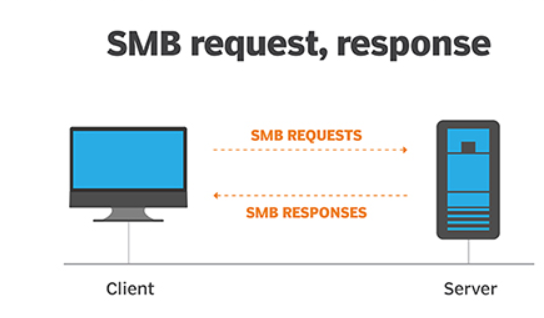 SMB request, response
SMB REQUESTS
SMB RESPONSES
Client
Server